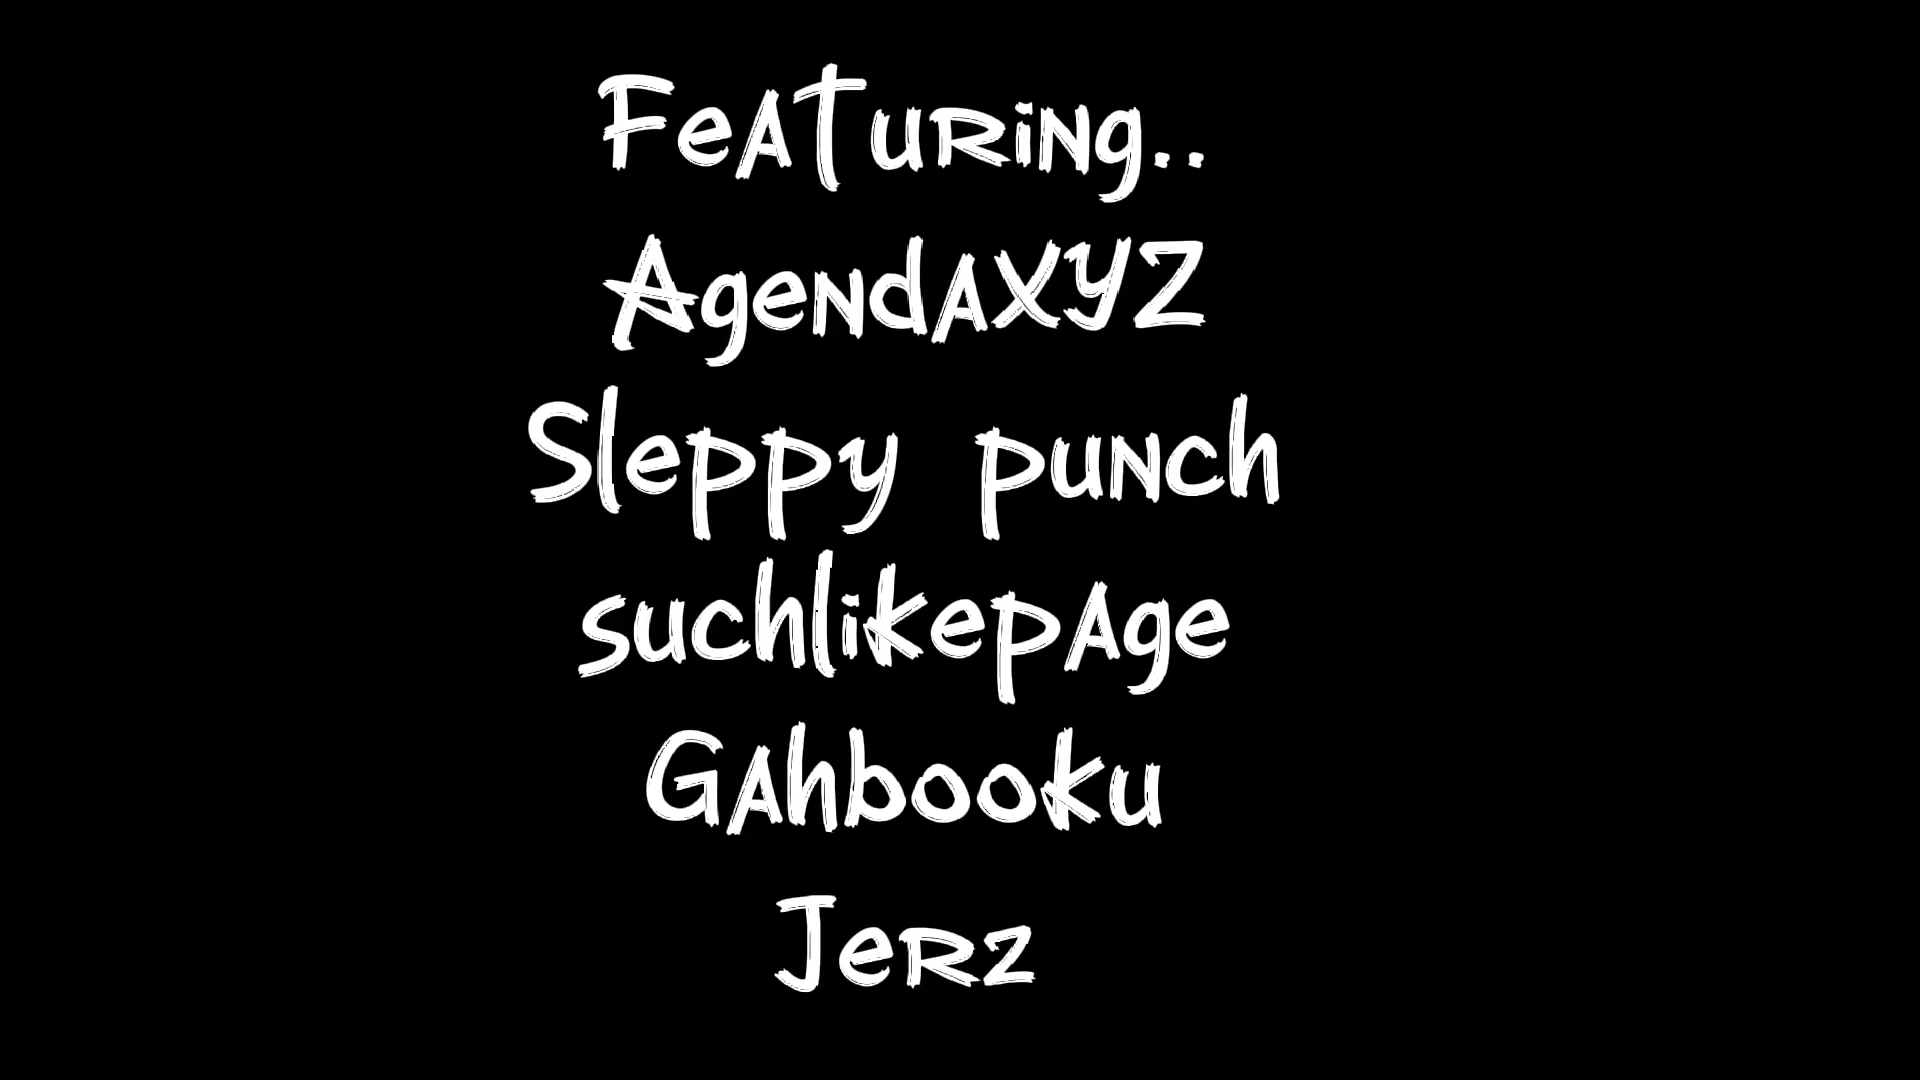 Featuring..
AgendaXYZ
Sleppy punch
suchlikepage
Gahbooku
Jerz